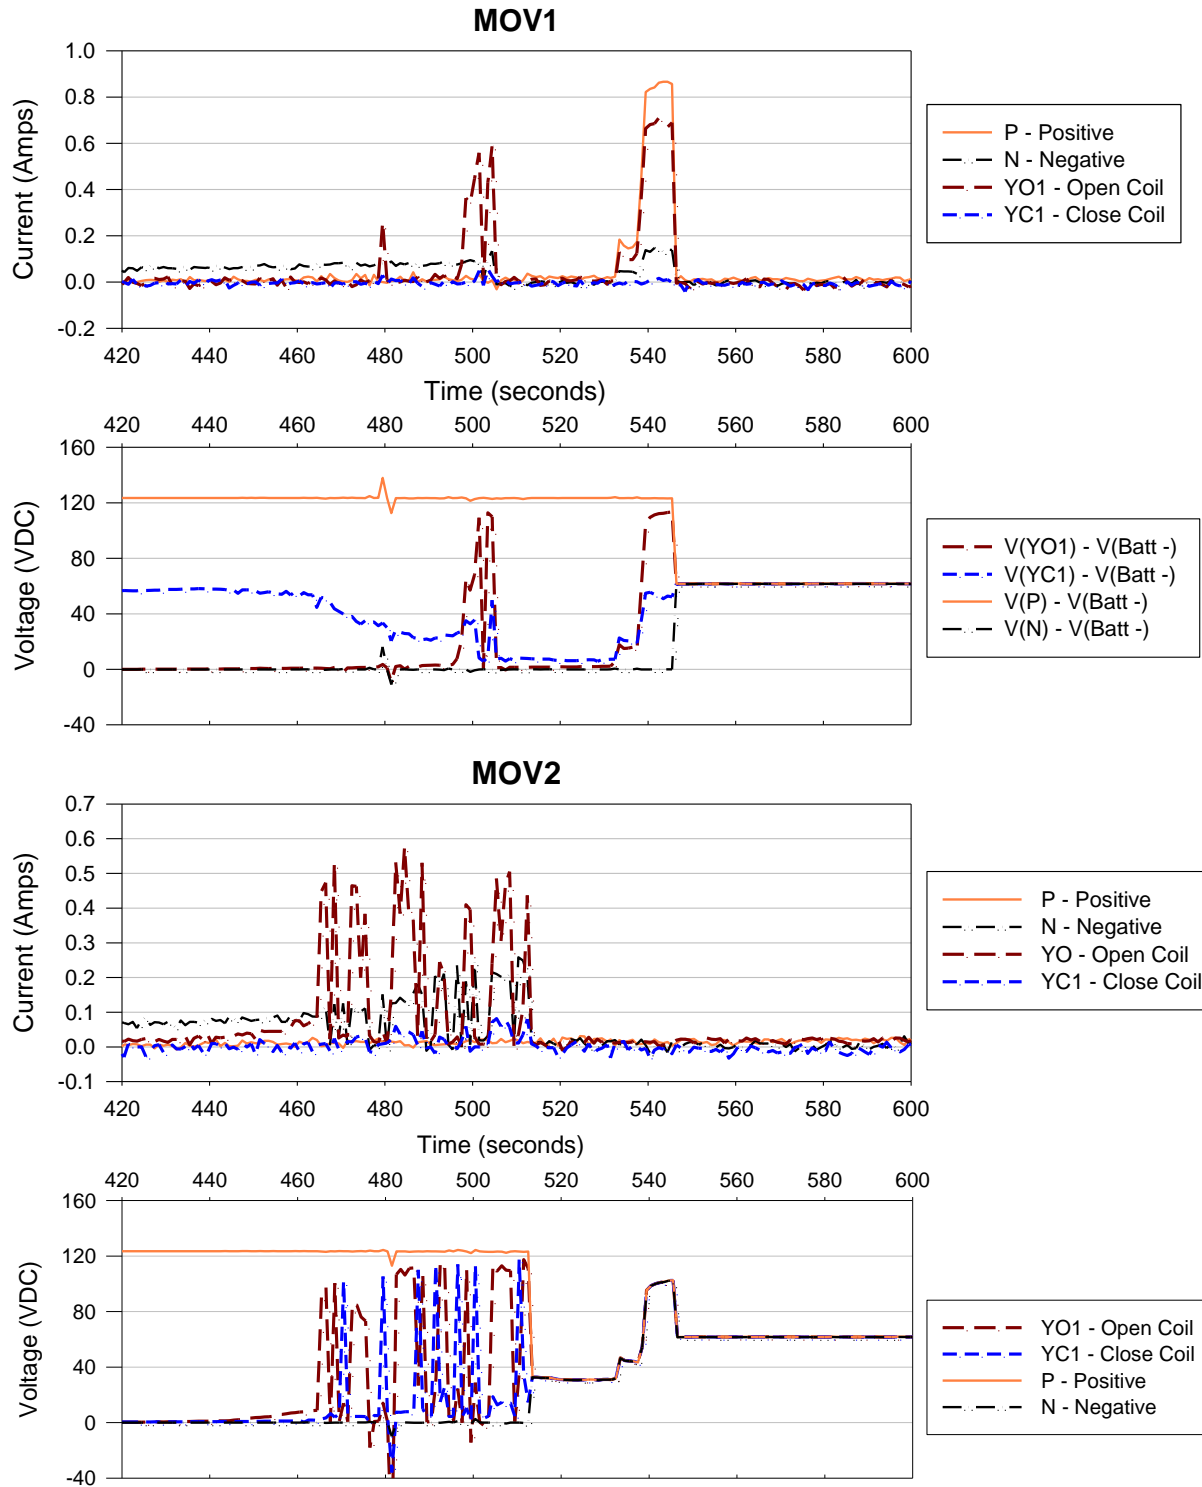 MOV1
1.0
0.8
0.6
0.4
0.2
0.0
-0.2
Current (Amps)
420 440 460 480 500 520 540 560 580 600
Time (seconds)
P - Positive
N - Negative
YO1 - Open Coil
YC1 - Close Coil
420 440 460 480 500 520 540 560 580 600
160
120
80
40
0
-40
Voltage (VDC)
V(YO1) - V(Batt -)
V(YC1) - V(Batt -)
V(P) - V(Batt -)
V(N) - V(Batt -)
MOV2
0.7
0.6
0.5
0.4
0.3
0.2
0.1
0.0
-0.1
Current (Amps)
420 440 460 480 500 520 540 560 580 600
Time (seconds)
P - Positive
N - Negative
YO - Open Coil
YC1 - Close Coil
420 440 460 480 500 520 540 560 580 600
160
120
80
40
0
-40
Voltage (VDC)
YO1 - Open Coil
YC1 - Close Coil
P - Positive
N - Negative